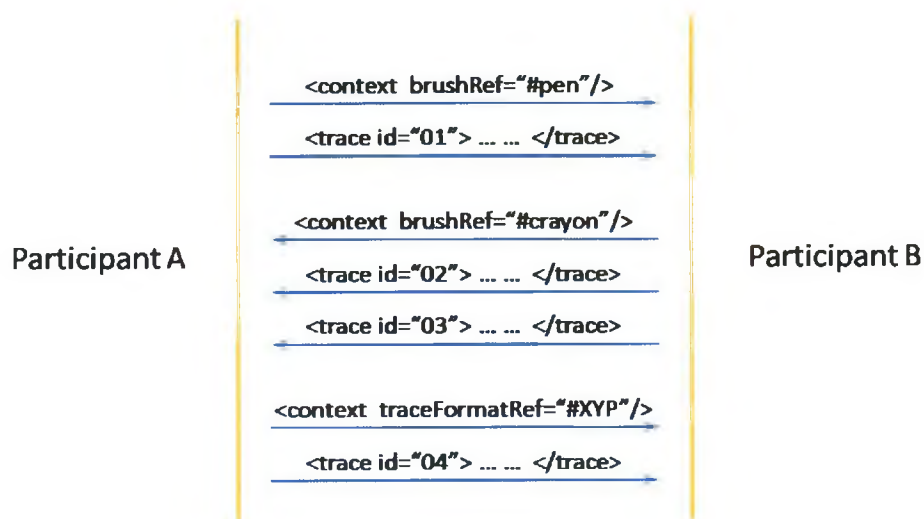 <context brushRef="#pen"/>
<trace id="01"> ... ... </trace>
<context brushRef="#crayon"/>
Participant A
Participant B
<trace id="02"> ... ... </trace>
<trace id="03"> ... ... </trace>
<context traceFormatRef="#XYP"/>
<trace id="04"> ... ... </trace>